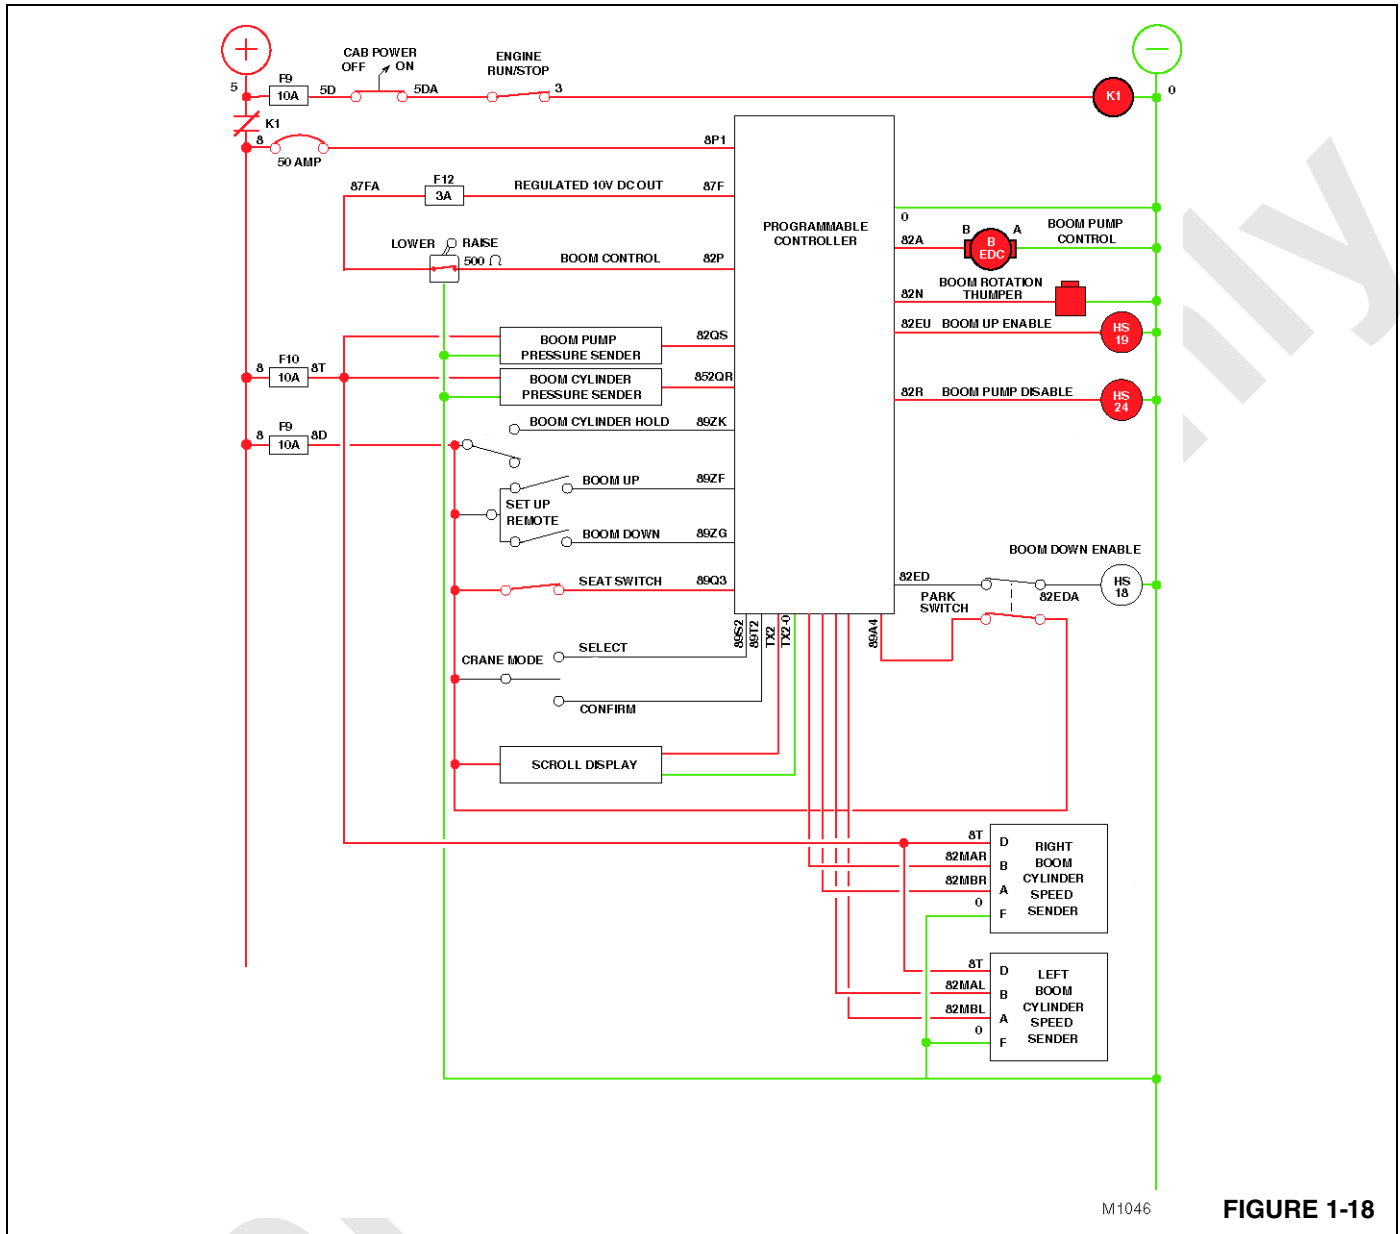 CAB POWER
OFF ON
ENGINE
RUN/STOP
+
−
5
F9
10A
5D
5DA
3
K1
0
K1
8
50 AMP
8P1
87FA
F12
3A
REGULATED 10V DC OUT
87F
PROGRAMMABLE
CONTROLLER
0
82A
B
B
EDC
A
BOOM PUMP
CONTROL
LOWER
RAISE
500 Ω
BOOM CONTROL
82P
82N
BOOM ROTATION
THUMPER
82EU
BOOM UP ENABLE
HS
19
BOOM PUMP
PRESSURE SENDER
82QS
8
F10
10A
8T
BOOM CYLINDER
PRESSURE SENDER
852QR
82R
BOOM PUMP DISABLE
HS
24
8
F9
10A
8D
BOOM CYLINDER HOLD
89ZK
BOOM UP
89ZF
SET UP
REMOTE
BOOM DOWN
89ZG
BOOM DOWN ENABLE
SEAT SWITCH
89Q3
82ED
PARK
SWITCH
82EDA
HS
18
89S2
89T2
TX2
TX2-0
89A4
SELECT
CRANE MODE
CONFIRM
SCROLL DISPLAY
8T
D
82MAR
B
82MBR
A
0
F
RIGHT
BOOM
CYLINDER
SPEED
SENDER
8T
D
82MAL
B
82MBL
A
0
F
LEFT
BOOM
CYLINDER
SPEED
SENDER
M1046
FIGURE 1-18